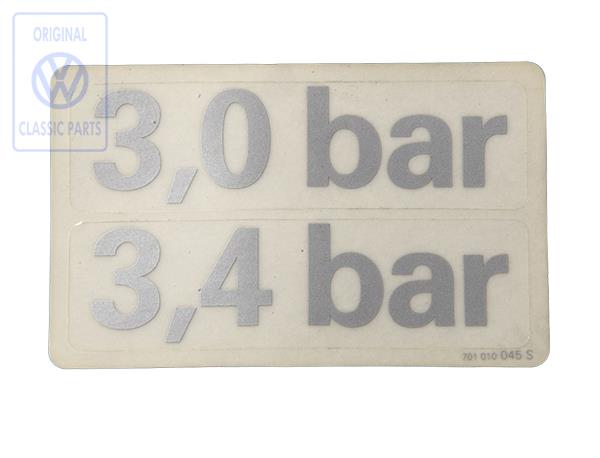 ORIGINAL
CLASSIC PARTS
3,0 bar
3,4 bar
701 010 045 S